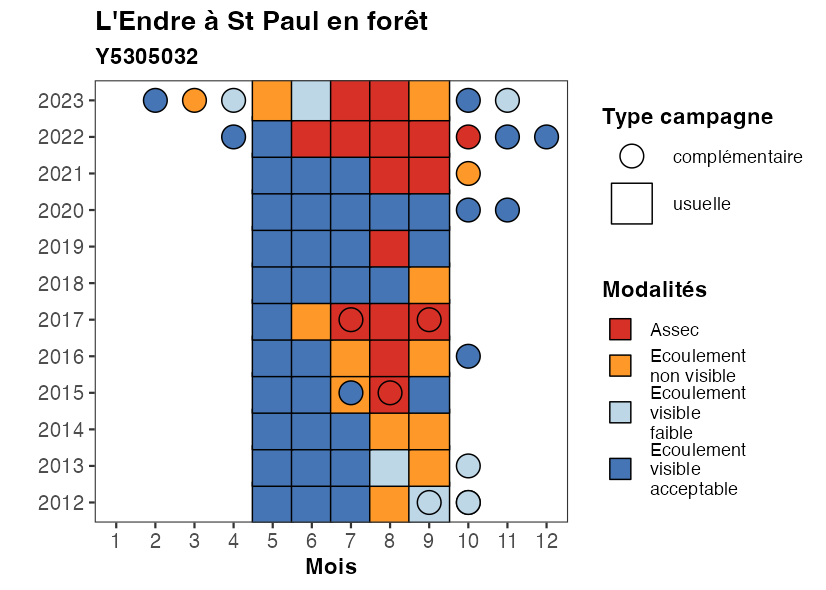 L'Endre à St Paul en forêt
Y5305032
2023
2022
2021
2020
2019
2018
2017
2016
2015
2014
2013
2012
1 2 3 4 5 6 7 8 9 10 11 12
Mois
Type campagne
complémentaire
usuelle
Modalités
Assec
Ecoulement
non visible
Ecoulement
visible
faible
Ecoulement
visible
acceptable